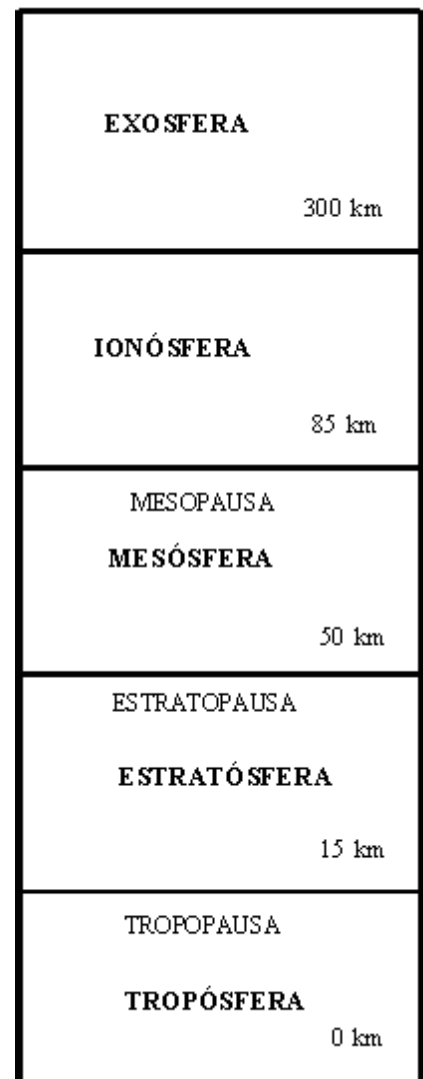 EXOSFERA
300 km
IONÓSFERA
85 km
MESOPAUSA
MESÓSFERA
50 km
ESTRATOPAUSA
ESTRATÓSFERA
15 km
TROPOPAUSA
TROPÓSFERA
0 km